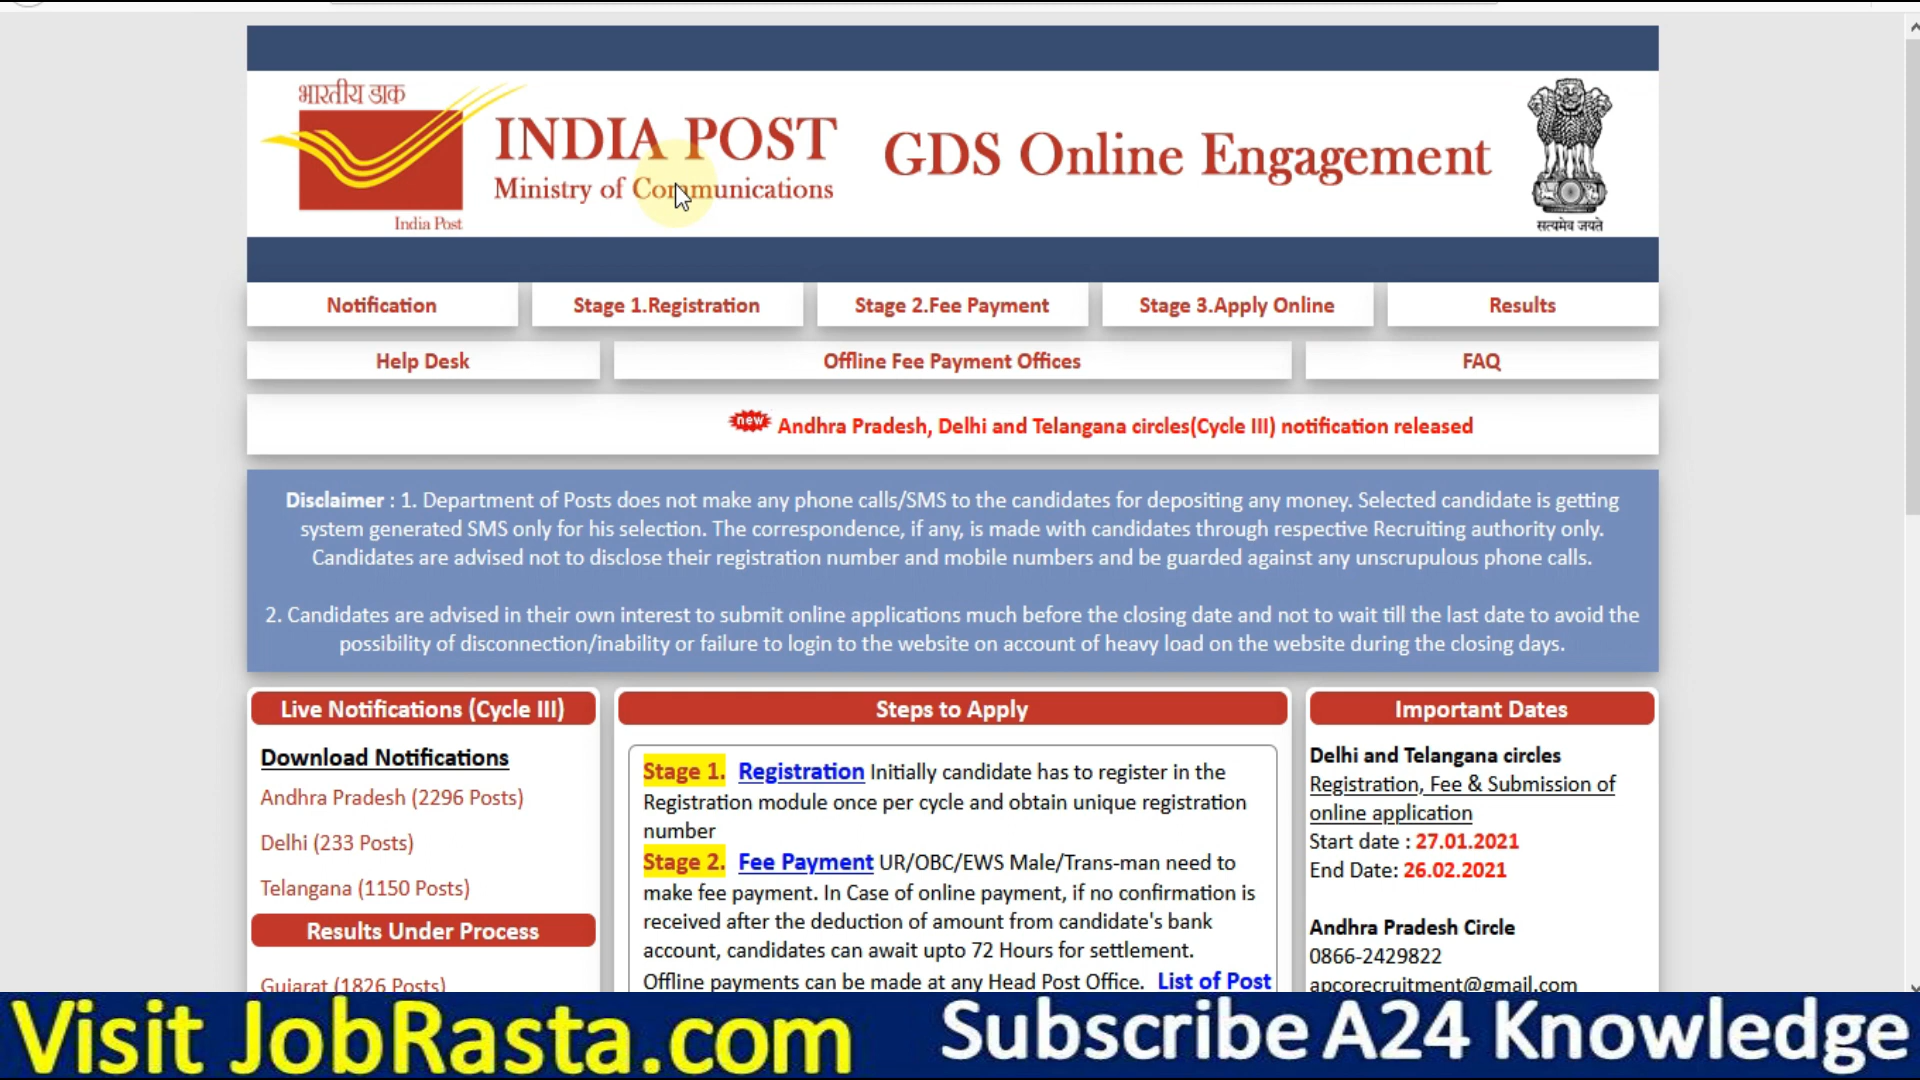 भारतीय डाक
India Post
INDIA POST
Ministry of Communications
GDS Online Engagement
सत्यमेव जयते
Notification
Stage 1.Registration
Stage 2.Fee Payment
Stage 3.Apply Online
Results
Help Desk
Offline Fee Payment Offices
FAQ
new Andhra Pradesh, Delhi and Telangana circles(Cycle III) notification released
Disclaimer : 1. Department of Posts does not make any phone calls/SMS to the candidates for depositing any money. Selected candidate is getting
system generated SMS only for his selection. The correspondence, if any, is made with candidates through respective Recruiting authority only.
Candidates are advised not to disclose their registration number and mobile numbers and be guarded against any unscrupulous phone calls.
2. Candidates are advised in their own interest to submit online applications much before the closing date and not to wait till the last date to avoid the
possibility of disconnection/inability or failure to login to the website on account of heavy load on the website during the closing days.
Live Notifications (Cycle III)
Download Notifications
Andhra Pradesh (2296 Posts)
Delhi (233 Posts)
Telangana (1150 Posts)
Results Under Process
Gujarat (1826 Posts)
Steps to Apply
Stage 1. Registration Initially candidate has to register in the
Registration module once per cycle and obtain unique registration
number
Stage 2. Fee Payment UR/OBC/EWS Male/Trans-man need to
make fee payment. In Case of online payment, if no confirmation is
received after the deduction of amount from candidate's bank
account, candidates can await upto 72 Hours for settlement.
Offline payments can be made at any Head Post Office. List of Post
Important Dates
Delhi and Telangana circles
Registration, Fee & Submission of
online application
Start date : 27.01.2021
End Date: 26.02.2021
Andhra Pradesh Circle
0866-2429822
apcorecruitment@gmail.com
Visit JobRasta.com
Subscribe A24 Knowledge